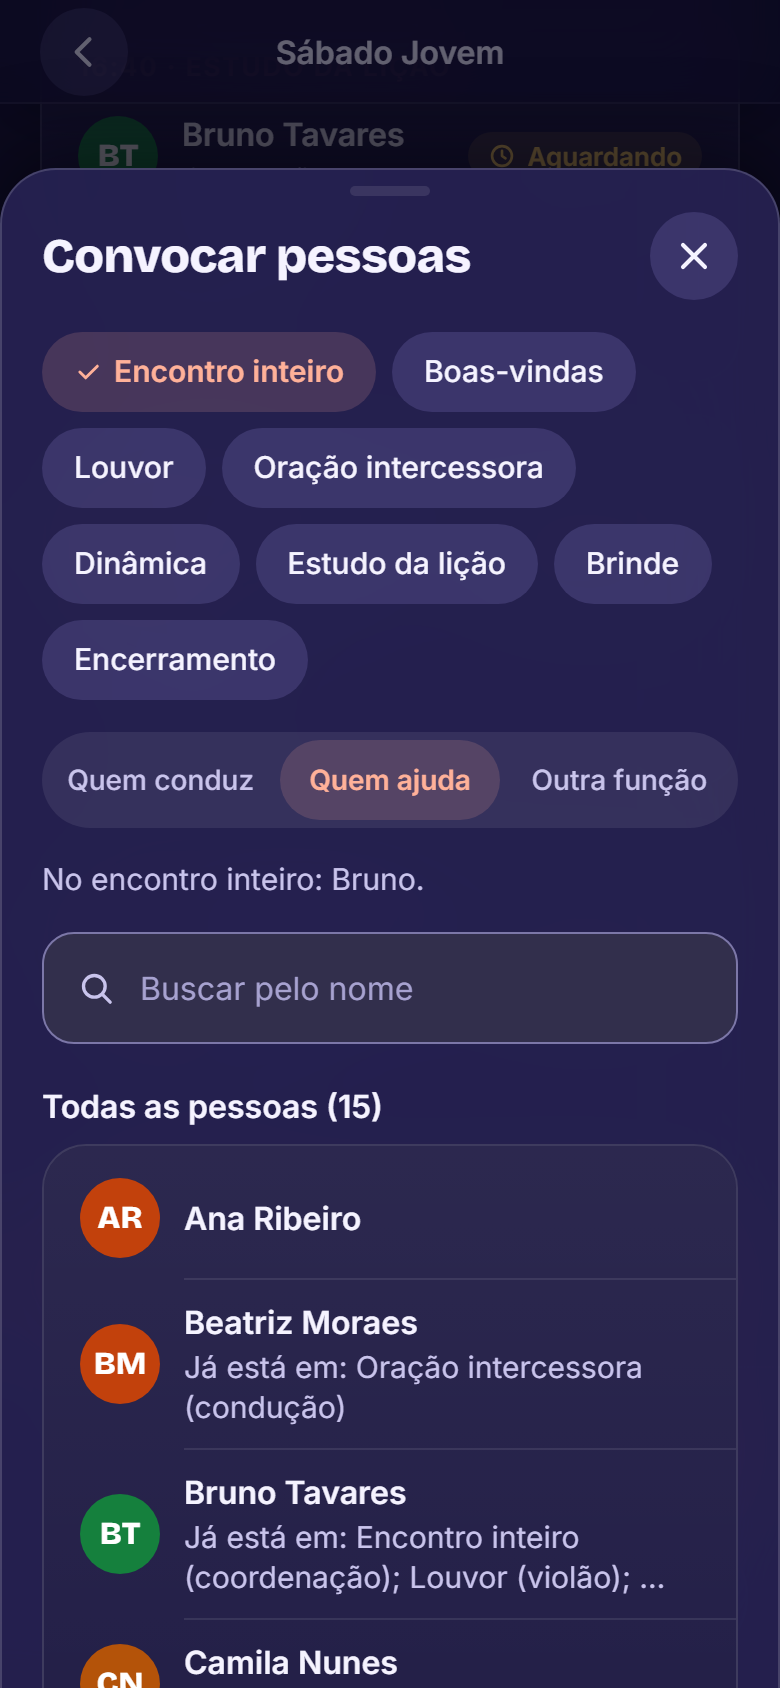 Sábado Jovem
BT
Bruno Tavares
Aguardando
Convocar pessoas
Encontro inteiro
Boas-vindas
Louvor
Oração intercessora
Dinâmica
Estudo da lição
Brinde
Encerramento
Quem conduz
Quem ajuda
Outra função
No encontro inteiro: Bruno.
Buscar pelo nome
Todas as pessoas (15)
AR
Ana Ribeiro
BM
Beatriz Moraes
Já está em: Oração intercessora
(condução)
BT
Bruno Tavares
Já está em: Encontro inteiro
(coordenação); Louvor (violão); ...
CN
Camila Nunes